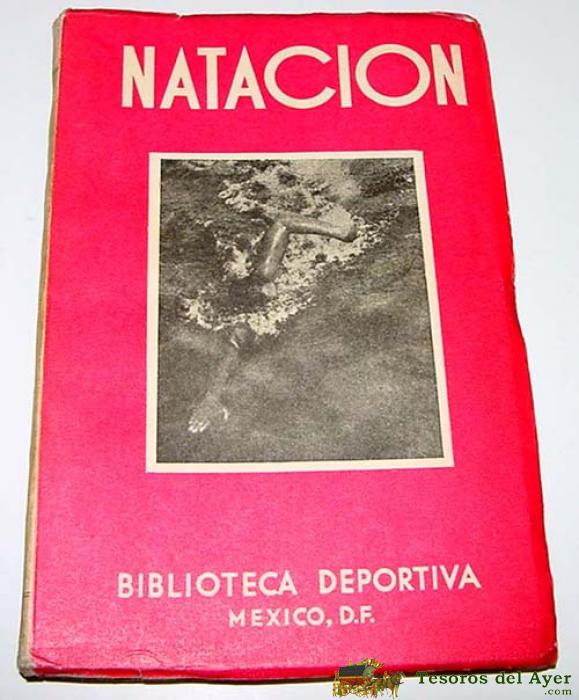 NATACION
BIBLIOTECA DEPORTIVA
MEXICO, D.F.
Tesoros del Ayer
.com